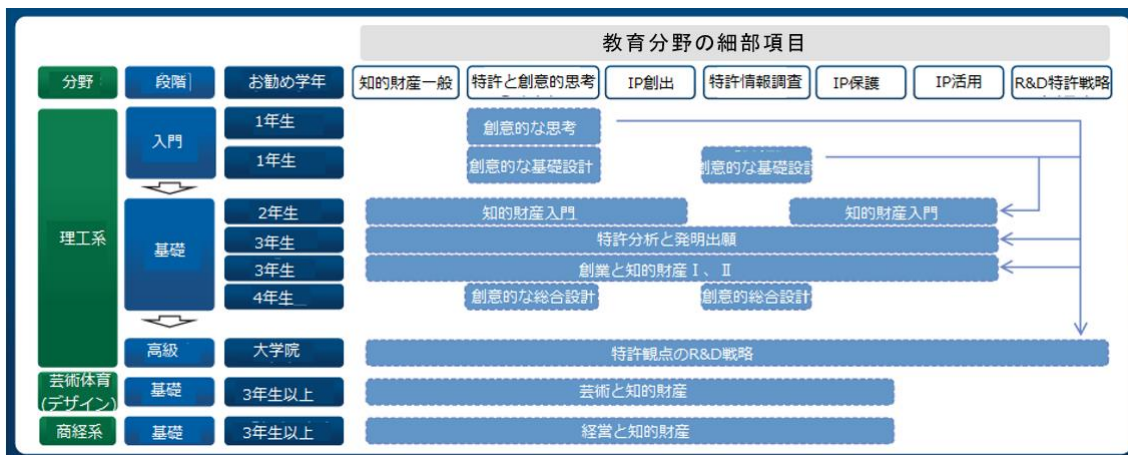 教育分野の細部項目
分野 段階 お勧め学年 知的財産一般 特許と創意的思考 IP創出 特許情報調査 IP保護 IP活用 R&D特許戦略
理工系
入門
1年生 創意的な思考
1年生 創意的な基礎設計 創意的な基礎設計
基礎
2年生 知的財産入門 知的財産入門
3年生 特許分析と発明出願
3年生 創業と知的財産Ⅰ、Ⅱ
4年生 創意的な総合設計 創意的総合設計
高級 大学院 特許観点のR&D戦略
芸術体育
(デザイン) 基礎 3年生以上 芸術と知的財産
商経系 基礎 3年生以上 経営と知的財産